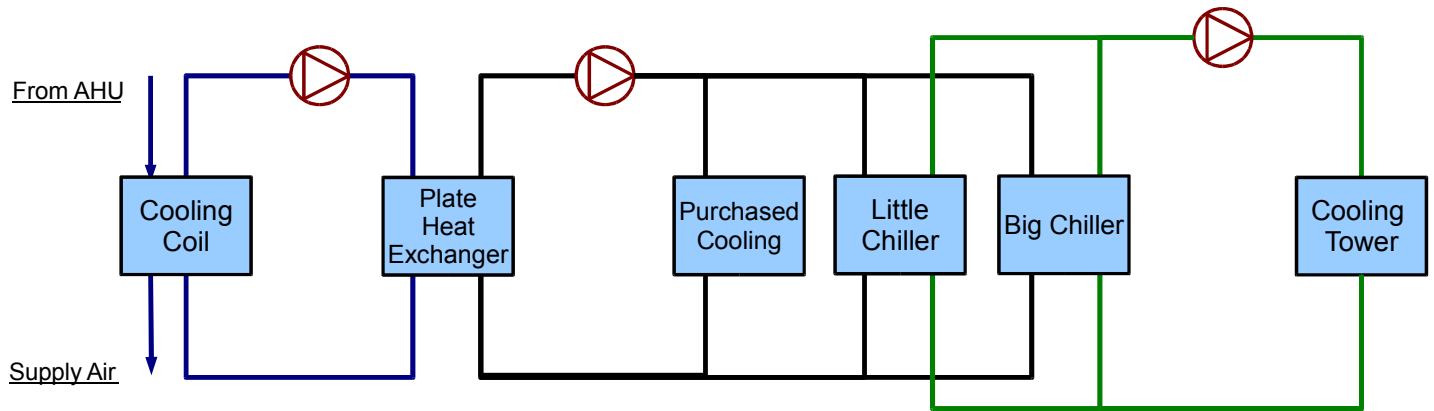 From AHU
Cooling
Coil
Plate
Heat
Exchanger
Purchased
Cooling
Little
Chiller
Big Chiller
Cooling
Tower
Supply Air